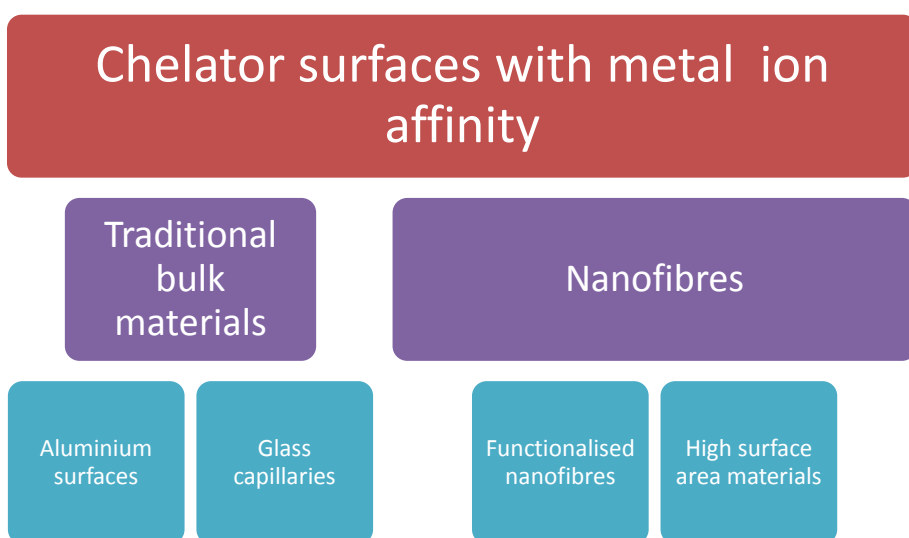 Chelator surfaces with metal ion
affinity
Traditional
bulk
materials
Nanofibres
Aluminium
surfaces
Glass
capillaries
Functionalised
nanofibres
High surface
area materials